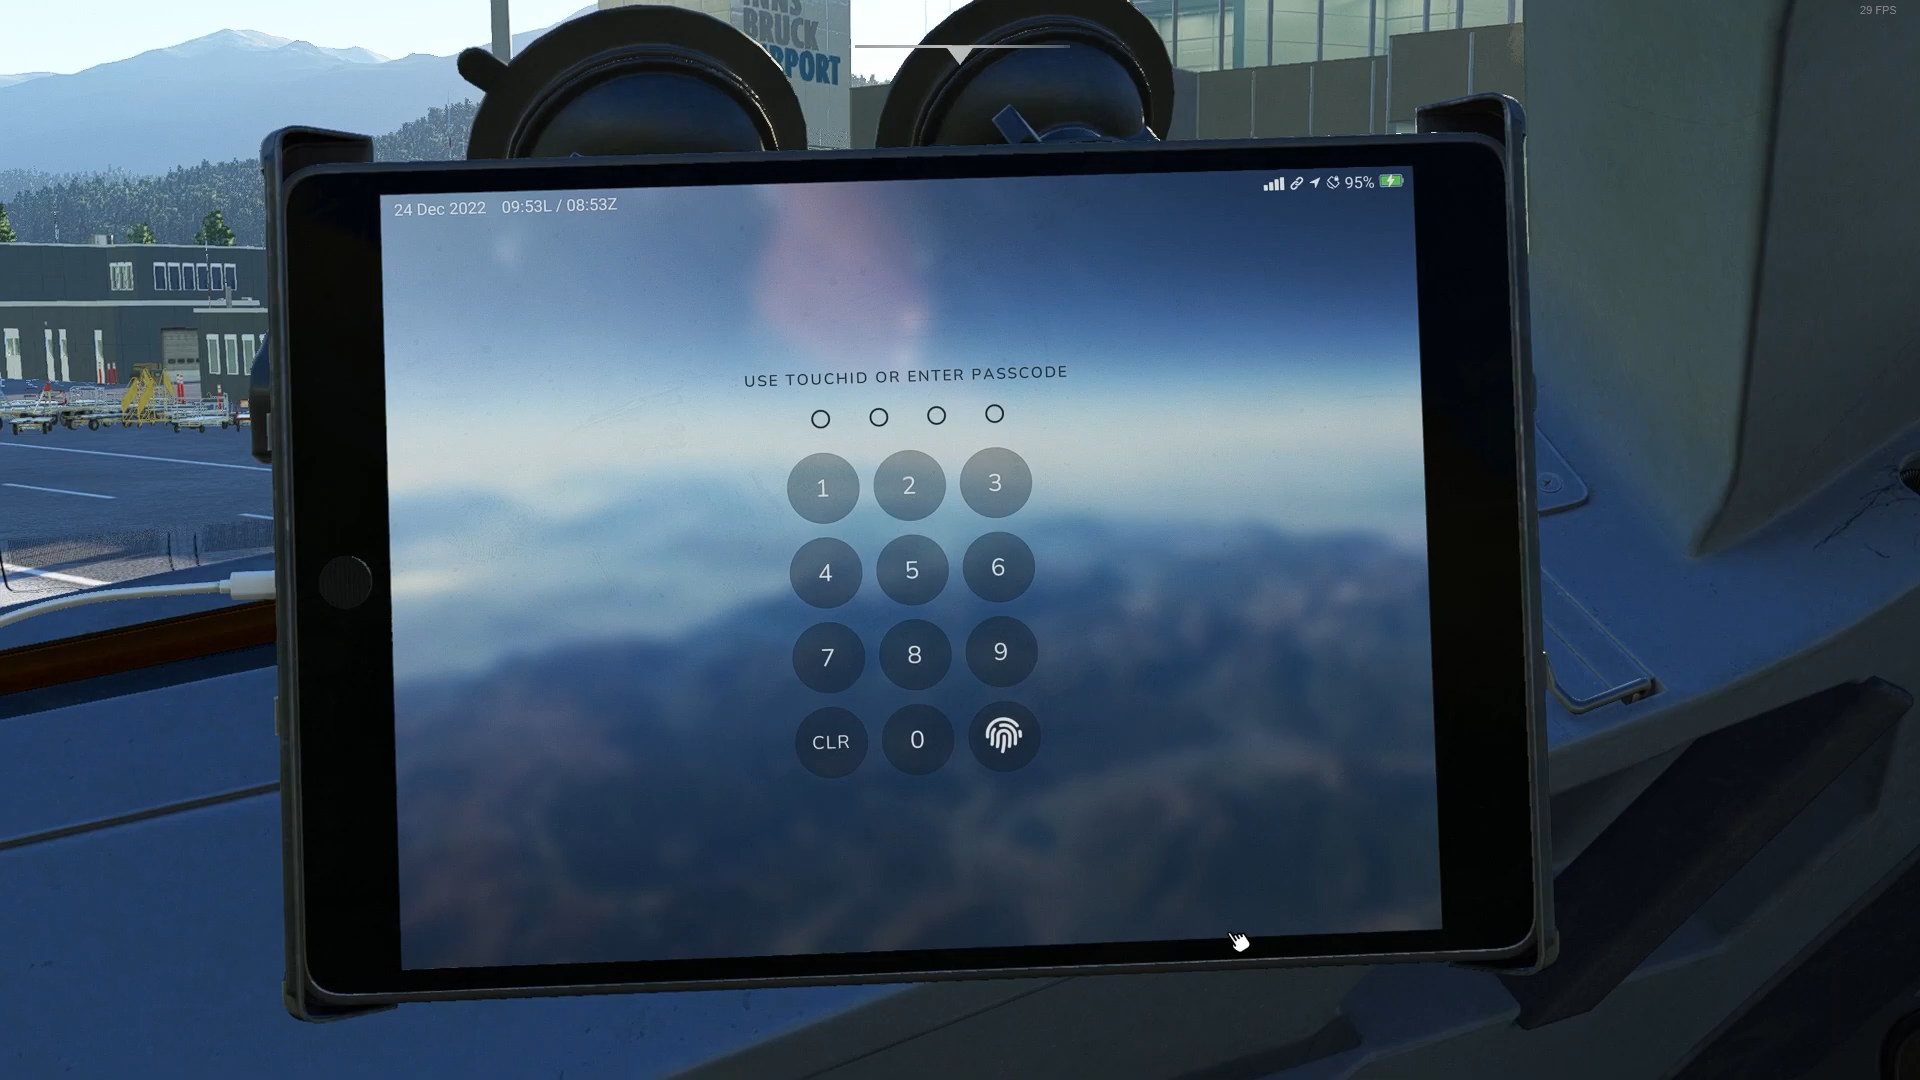 29 FPS
INNS
BRUCK
24 Dec 2022 09:53L / 08:53Z
95%
USE TOUCHID OR ENTER PASSCODE
1 2 3
4 5 6
7 8 9
CLR 0